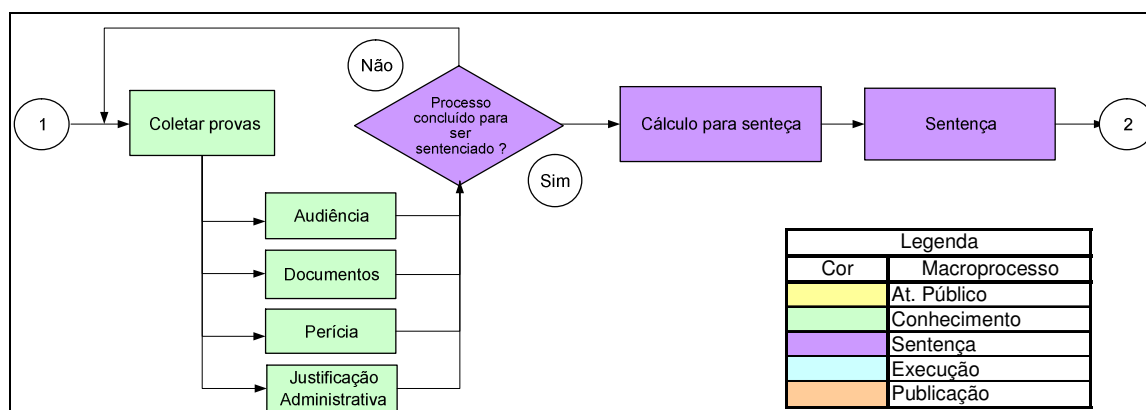 1
Coletar provas
Audiência
Documentos
Perícia
Justificação
Administrativa
Não
Processo
concluído para
ser
sentenciado ?
Sim
Cálculo para senteça
Sentença
2
Legenda
Cor Macroprocesso
At. Público
Conhecimento
Sentença
Execução
Publicação